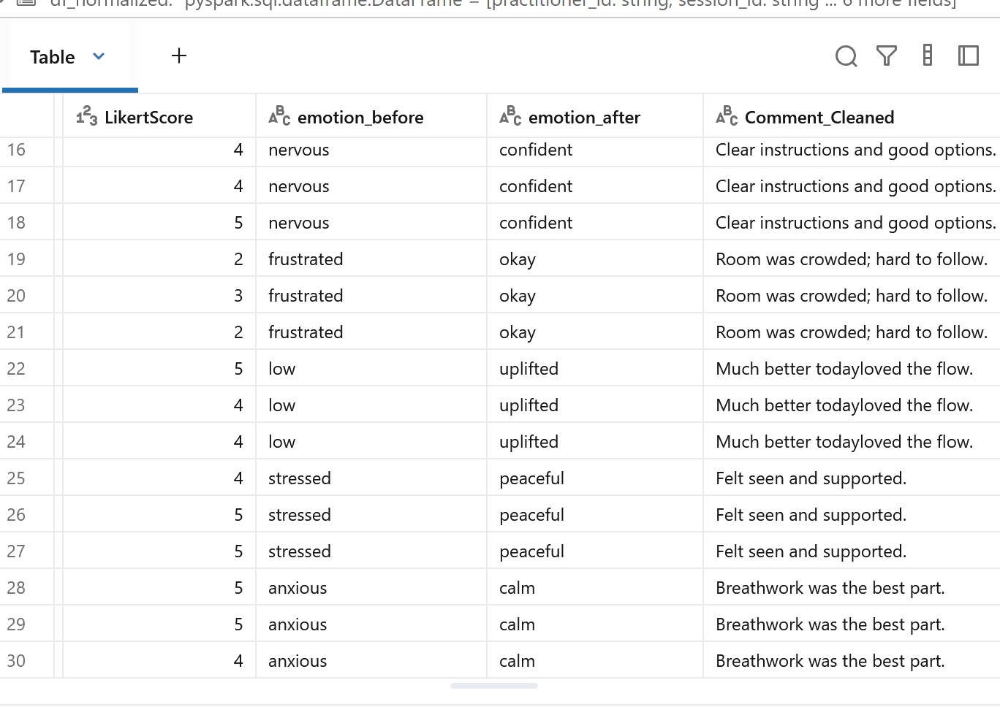 df_normalized: pyspark.sql.dataframe.DataFrame = [practitioner_id: string, session_id: string ... 6 more fields]
Table
123 LikertScore ABC emotion_before ABC emotion_after ABC Comment_Cleaned
16 4 nervous confident Clear instructions and good options.
17 4 nervous confident Clear instructions and good options.
18 5 nervous confident Clear instructions and good options.
19 2 frustrated okay Room was crowded; hard to follow.
20 3 frustrated okay Room was crowded; hard to follow.
21 2 frustrated okay Room was crowded; hard to follow.
22 5 low uplifted Much better todayloved the flow.
23 4 low uplifted Much better todayloved the flow.
24 4 low uplifted Much better todayloved the flow.
25 4 stressed peaceful Felt seen and supported.
26 5 stressed peaceful Felt seen and supported.
27 5 stressed peaceful Felt seen and supported.
28 5 anxious calm Breathwork was the best part.
29 5 anxious calm Breathwork was the best part.
30 4 anxious calm Breathwork was the best part.